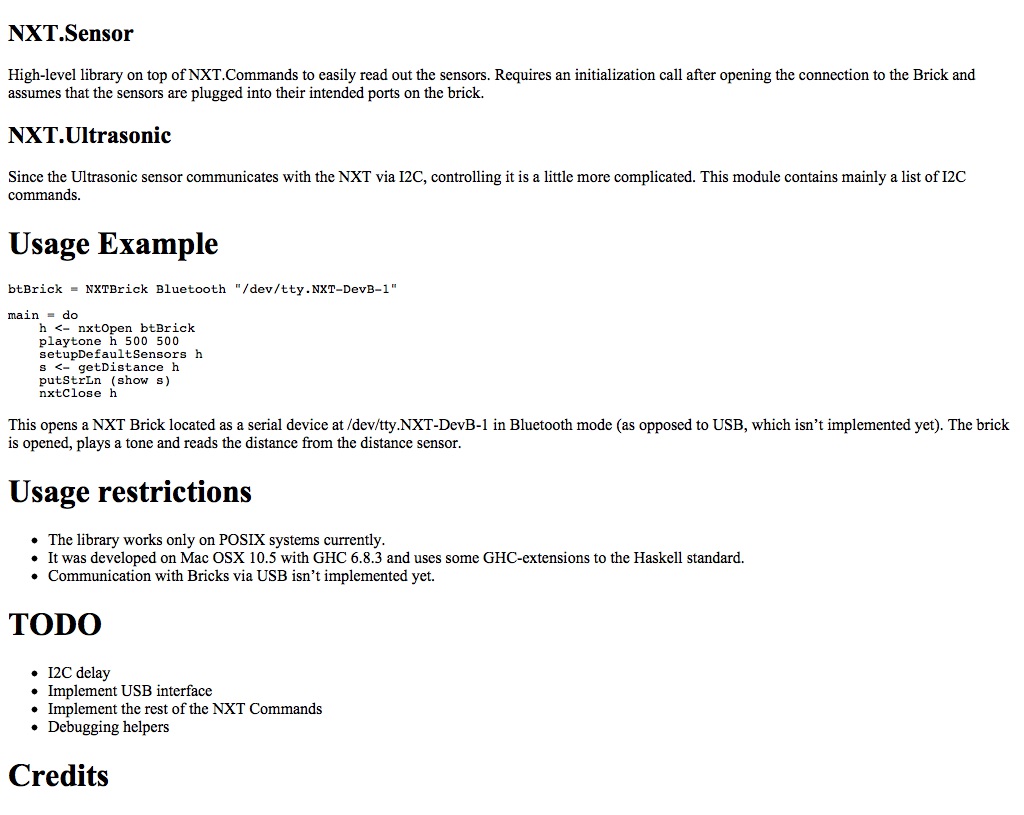 NXT.Sensor
High-level library on top of NXT.Commands to easily read out the sensors. Requires an initialization call after opening the connection to the Brick and
assumes that the sensors are plugged into their intended ports on the brick.
NXT.Ultrasonic
Since the Ultrasonic sensor communicates with the NXT via I2C, controlling it is a little more complicated. This module contains mainly a list of I2C
commands.
Usage Example
btBrick = NXTBrick Bluetooth "/dev/tty.NXT-DevB-1"
main = do
    h <- nxtOpen btBrick
    playtone h 500 500
    setupDefaultSensors h
    s <- getDistance h
    putStrLn (show s)
    nxtClose h
This opens a NXT Brick located as a serial device at /dev/tty.NXT-DevB-1 in Bluetooth mode (as opposed to USB, which isn’t implemented yet). The brick
is opened, plays a tone and reads the distance from the distance sensor.
Usage restrictions
• The library works only on POSIX systems currently.
• It was developed on Mac OSX 10.5 with GHC 6.8.3 and uses some GHC-extensions to the Haskell standard.
• Communication with Bricks via USB isn’t implemented yet.
TODO
• I2C delay
• Implement USB interface
• Implement the rest of the NXT Commands
• Debugging helpers
Credits